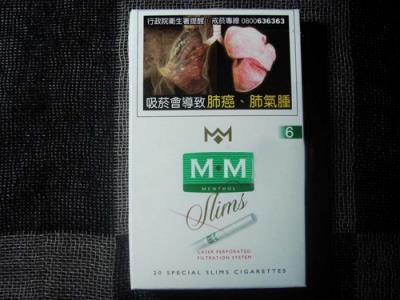 行政院衛生署提醒！戒菸專線 0800636363
吸菸會導致肺癌、肺氣腫
6
M·M
MENTHOL
Slims
LASER PERFORATED
FILTRATION SYSTEM
20 SPECIAL SLIMS CIGARETTES